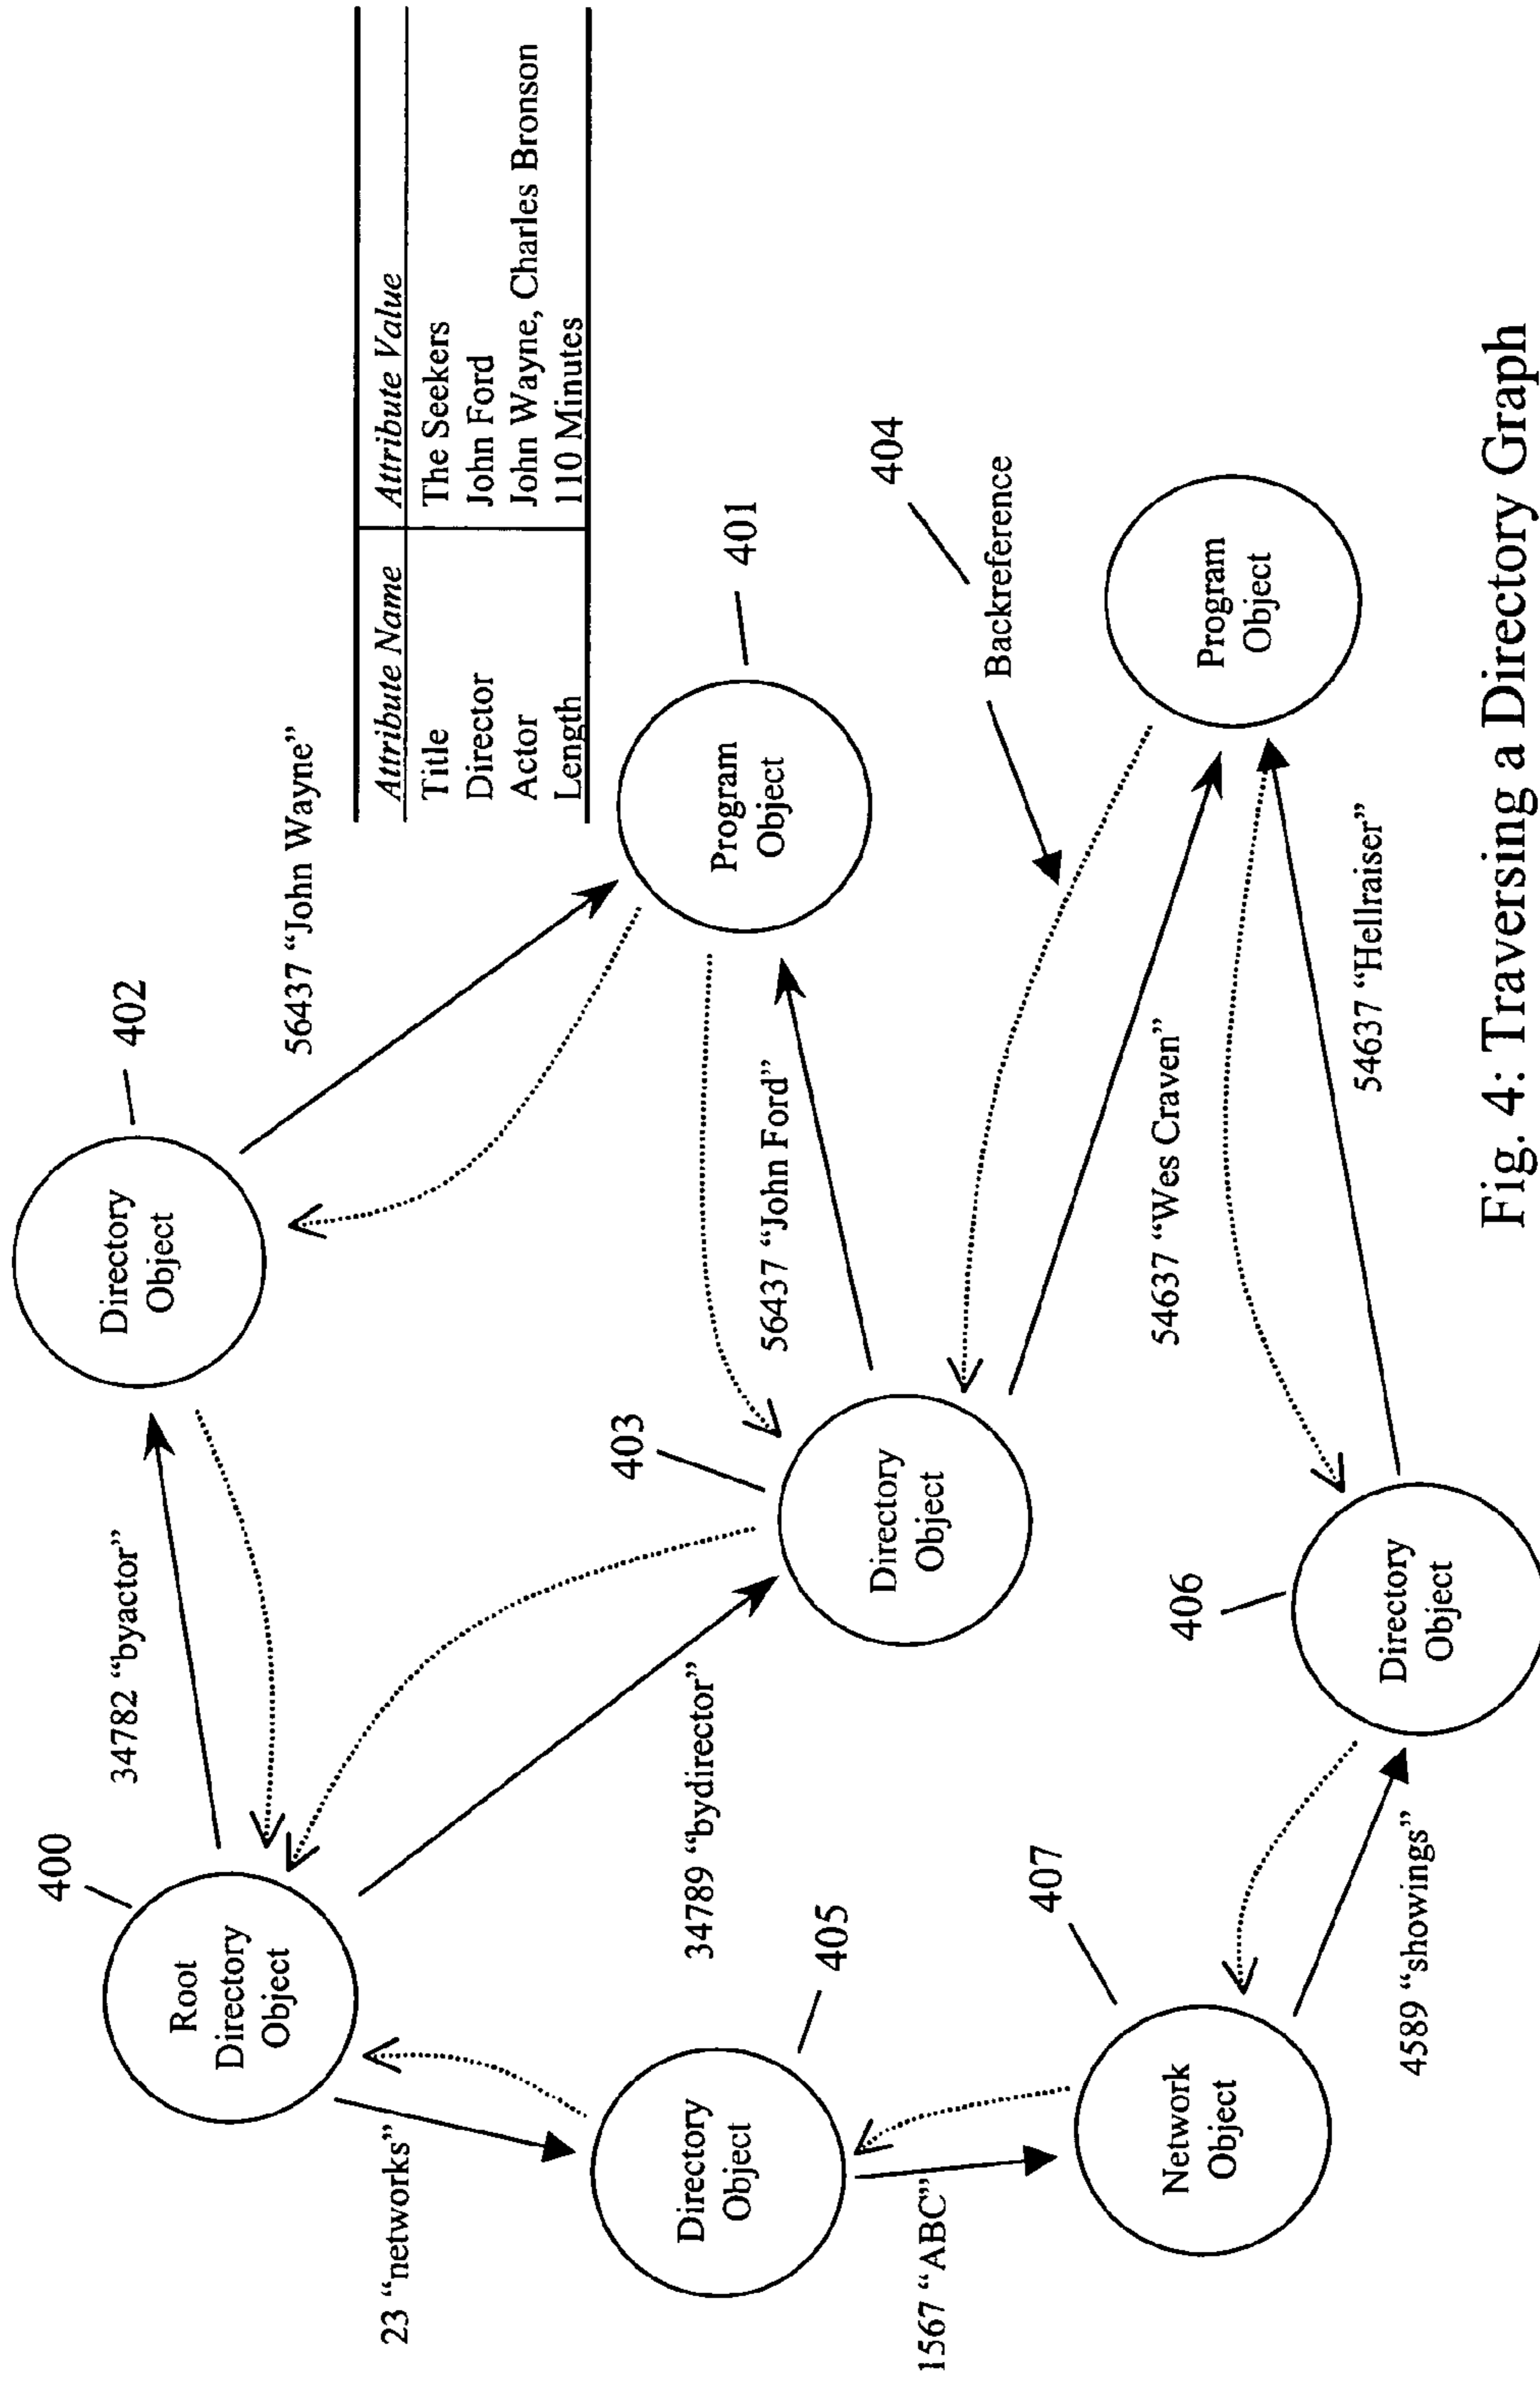 400
Root
Directory
Object
34782 “byactor”
402
Directory
Object
56437 “John Wayne”
Attribute Name Attribute Value
Title The Seekers
Director John Ford
Actor John Wayne, Charles Bronson
Length 110 Minutes
23 “networks”
34789 “bydirector”
403
Directory
Object
56437 “John Ford”
Program
Object
401
Directory
Object
405
1567 “ABC”
404
Backreference
54637 “Wes Craven”
Program
Object
407
Network
Object
4589 “showings”
406
Directory
Object
54637 “Hellraiser”
Fig. 4: Traversing a Directory Graph